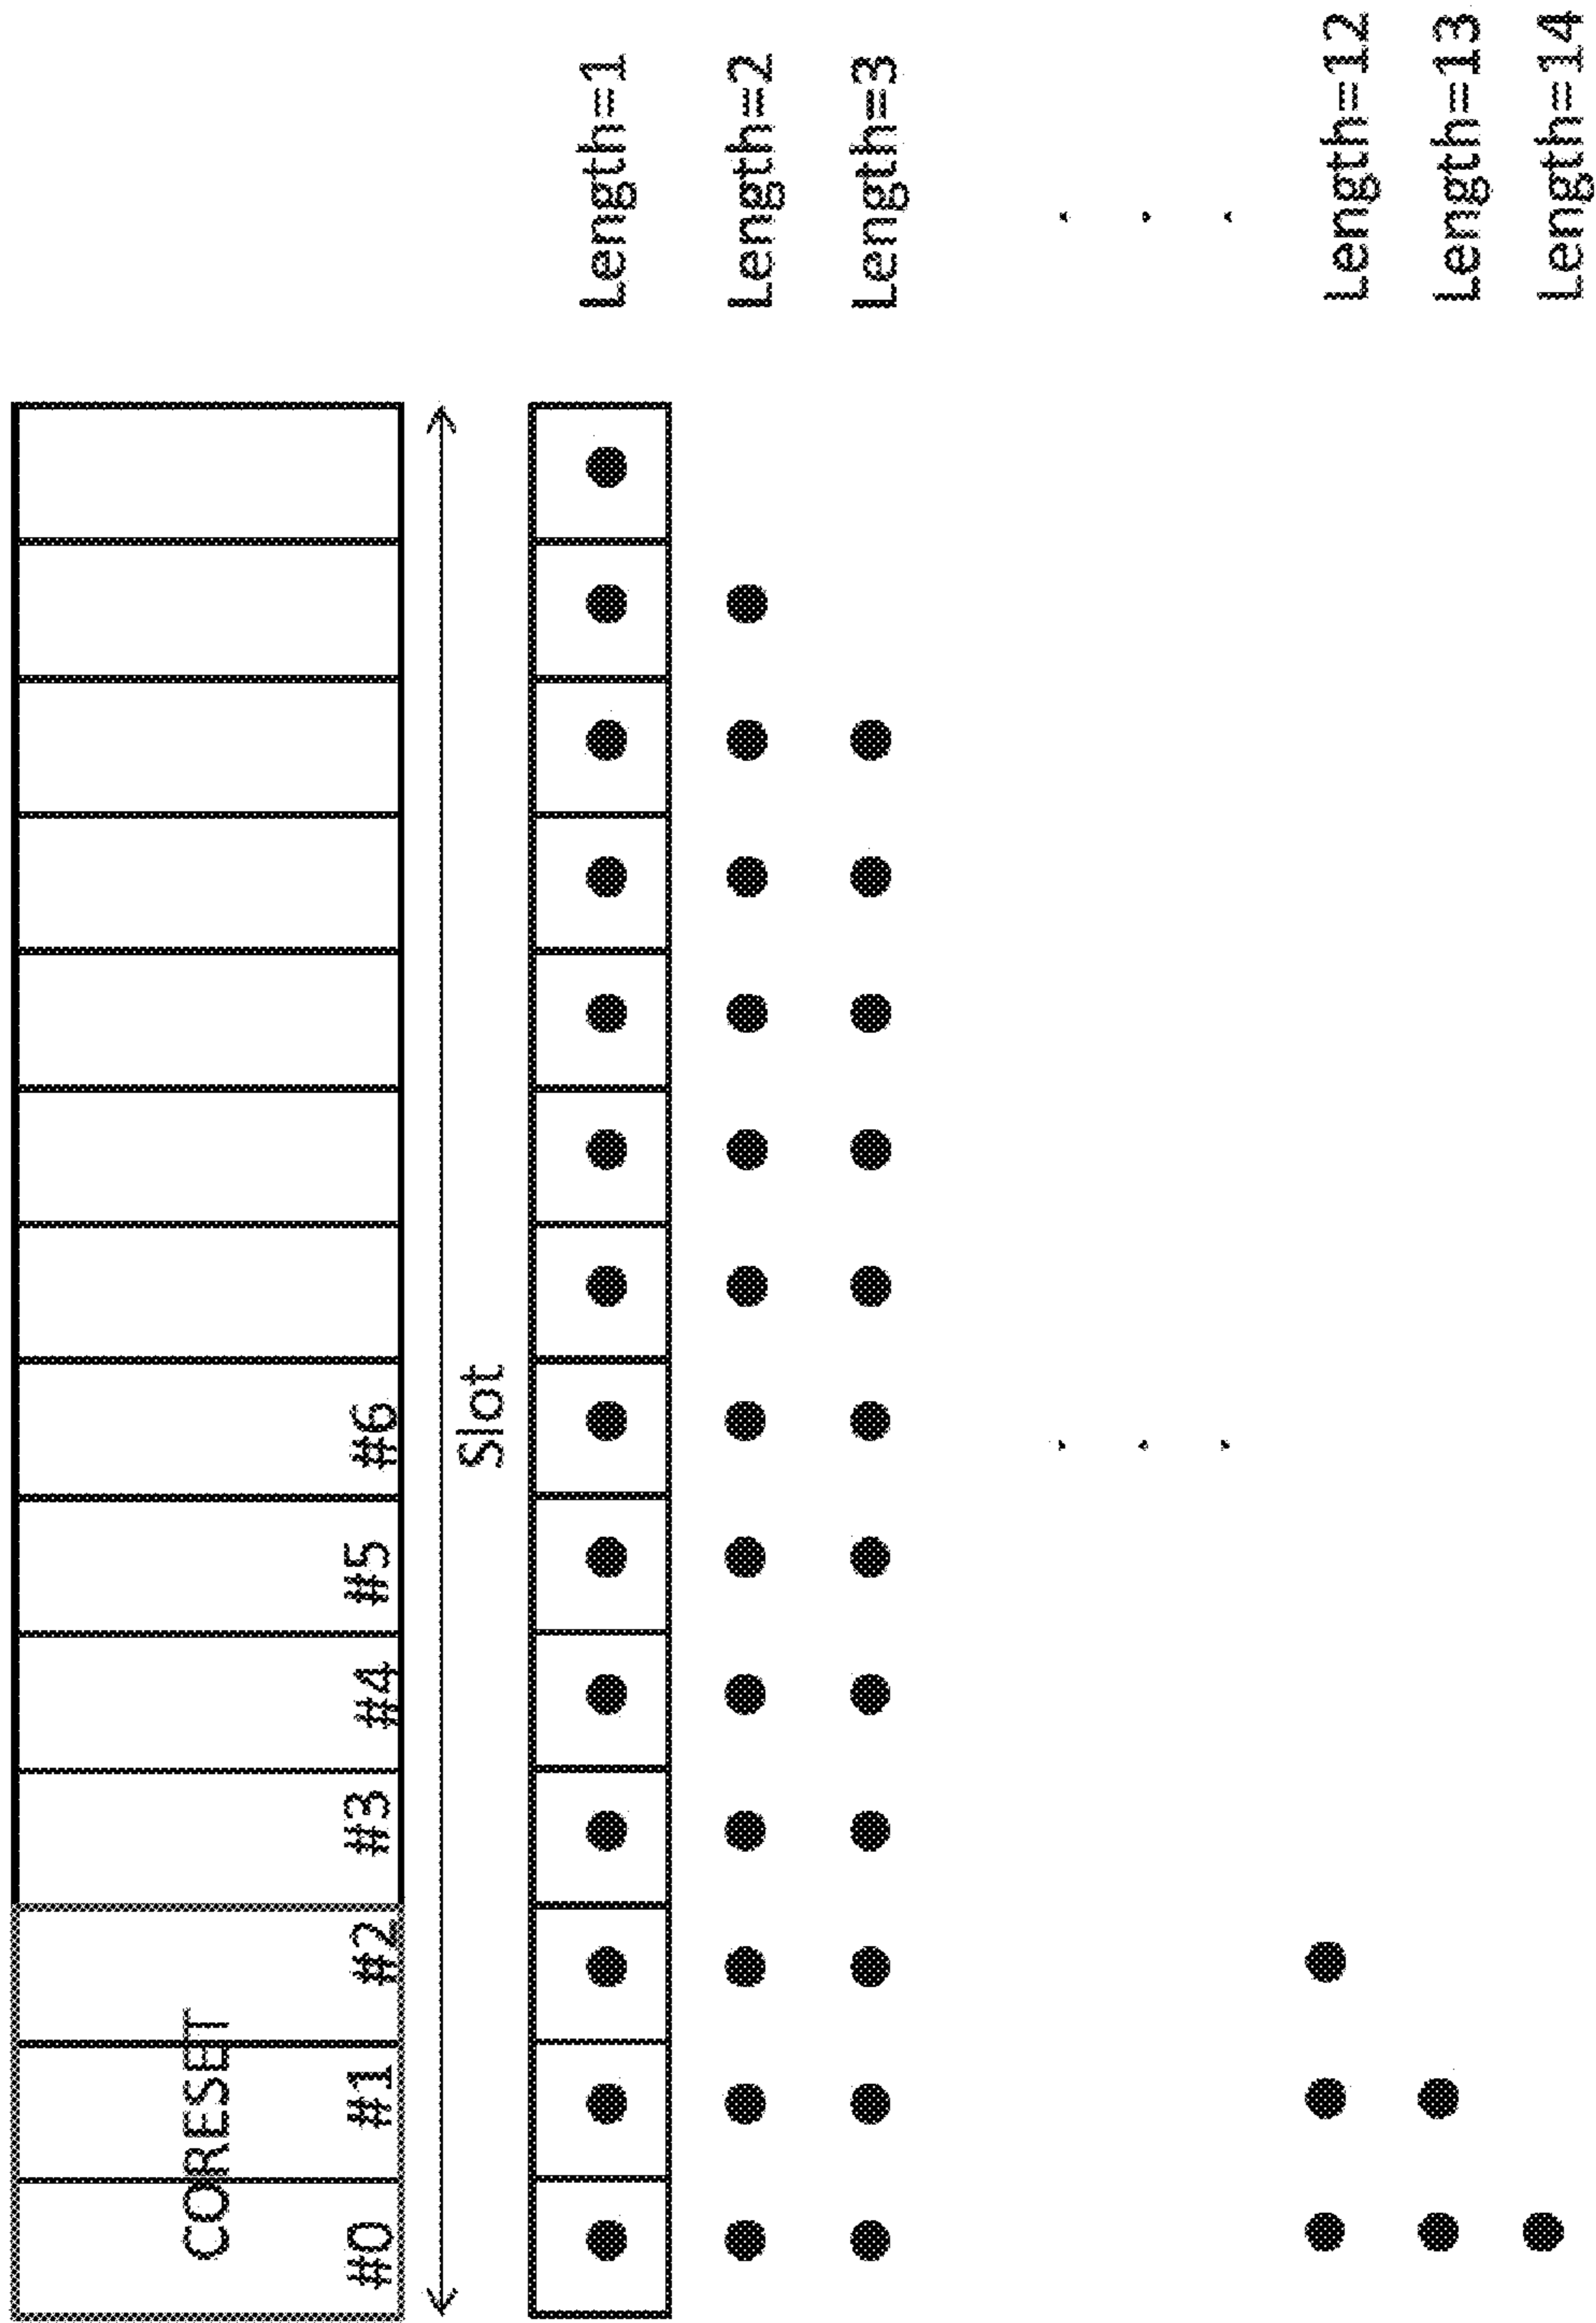 CORESET
#0 #1 #2 #3 #4 #5 #6
Slot
Length=1
Length=2
Length=3
Length=12
Length=13
Length=14